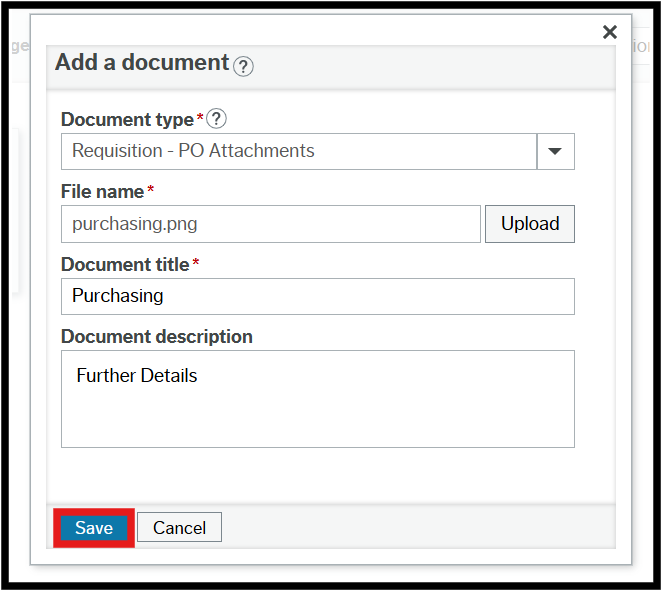 Add a document ?
Document type* ?
Requisition - PO Attachments
File name*
purchasing.png Upload
Document title*
Purchasing
Document description
Further Details
Save Cancel